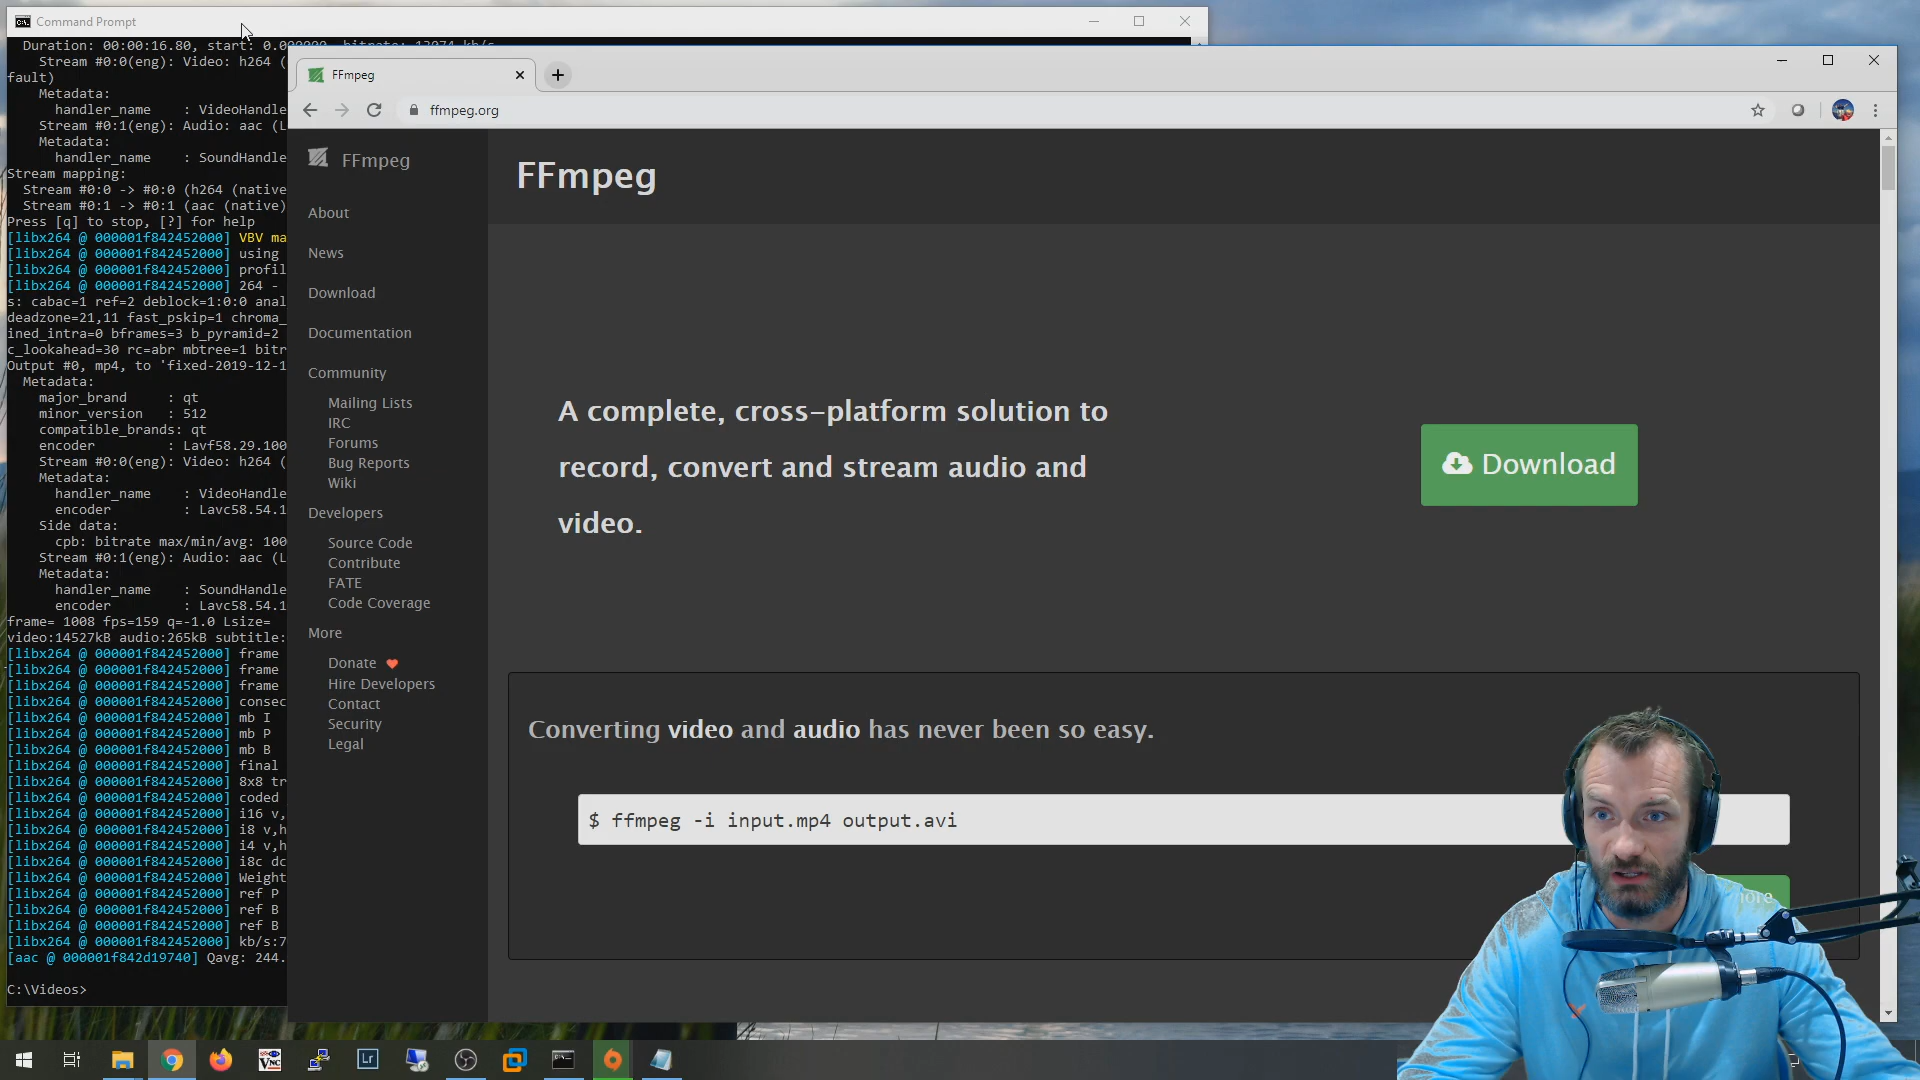 Command Prompt
Duration: 00:00:16.80, start: 0.000000, bitrate: 13074 kb/s
Stream #0:0(eng): Video: h264 (
fault)
Metadata:
handler_name : VideoHandle
Stream #0:1(eng): Audio: aac (L
Metadata:
handler_name : SoundHandle
Stream mapping:
Stream #0:0 -> #0:0 (h264 (native
Stream #0:1 -> #0:1 (aac (native)
Press [q] to stop, [?] for help
[libx264 @ 000001f842452000] VBV ma
[libx264 @ 000001f842452000] using
[libx264 @ 000001f842452000] profil
[libx264 @ 000001f842452000] 264 -
s: cabac=1 ref=2 deblock=1:0:0 anal
deadzone=21,11 fast_pskip=1 chroma_
ined_intra=0 bframes=3 b_pyramid=2
c_lookahead=30 rc=abr mbtree=1 bitr
Output #0, mp4, to 'fixed-2019-12-1
Metadata:
major_brand : qt
minor_version : 512
compatible_brands: qt
encoder : Lavf58.29.100
Stream #0:0(eng): Video: h264 (
Metadata:
handler_name : VideoHandle
encoder : Lavc58.54.1
Side data:
cpb: bitrate max/min/avg: 100
Stream #0:1(eng): Audio: aac (L
Metadata:
handler_name : SoundHandle
encoder : Lavc58.54.1
frame= 1008 fps=159 q=-1.0 Lsize=
video:14527kB audio:265kB subtitle:
[libx264 @ 000001f842452000] frame
[libx264 @ 000001f842452000] frame
[libx264 @ 000001f842452000] frame
[libx264 @ 000001f842452000] consec
[libx264 @ 000001f842452000] mb I
[libx264 @ 000001f842452000] mb P
[libx264 @ 000001f842452000] mb B
[libx264 @ 000001f842452000] final
[libx264 @ 000001f842452000] 8x8 tr
[libx264 @ 000001f842452000] coded
[libx264 @ 000001f842452000] i16 v,
[libx264 @ 000001f842452000] i8 v,h
[libx264 @ 000001f842452000] i4 v,h
[libx264 @ 000001f842452000] i8c dc
[libx264 @ 000001f842452000] Weight
[libx264 @ 000001f842452000] ref P
[libx264 @ 000001f842452000] ref B
[libx264 @ 000001f842452000] ref B
[libx264 @ 000001f842452000] kb/s:7
[aac @ 000001f842d19740] Qavg: 244.
C:\Videos>
FFmpeg
ffmpeg.org
FFmpeg
About
News
Download
Documentation
Community
Mailing Lists
IRC
Forums
Bug Reports
Wiki
Developers
Source Code
Contribute
FATE
Code Coverage
More
Donate
Hire Developers
Contact
Security
Legal
FFmpeg
A complete, cross-platform solution to
record, convert and stream audio and
video.
Download
Converting video and audio has never been so easy.
$ ffmpeg -i input.mp4 output.avi
Lr